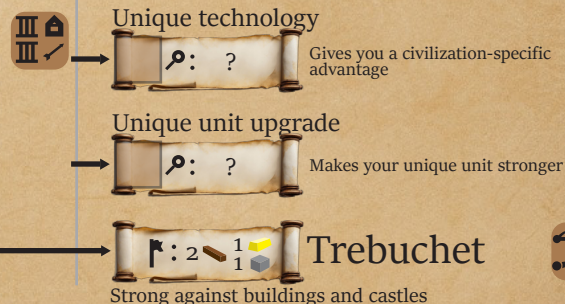 Unique technology
: ?
Gives you a civilization-specific
advantage
Unique unit upgrade
: ?
Makes your unique unit stronger
: 2 1
1
Trebuchet
Strong against buildings and castles